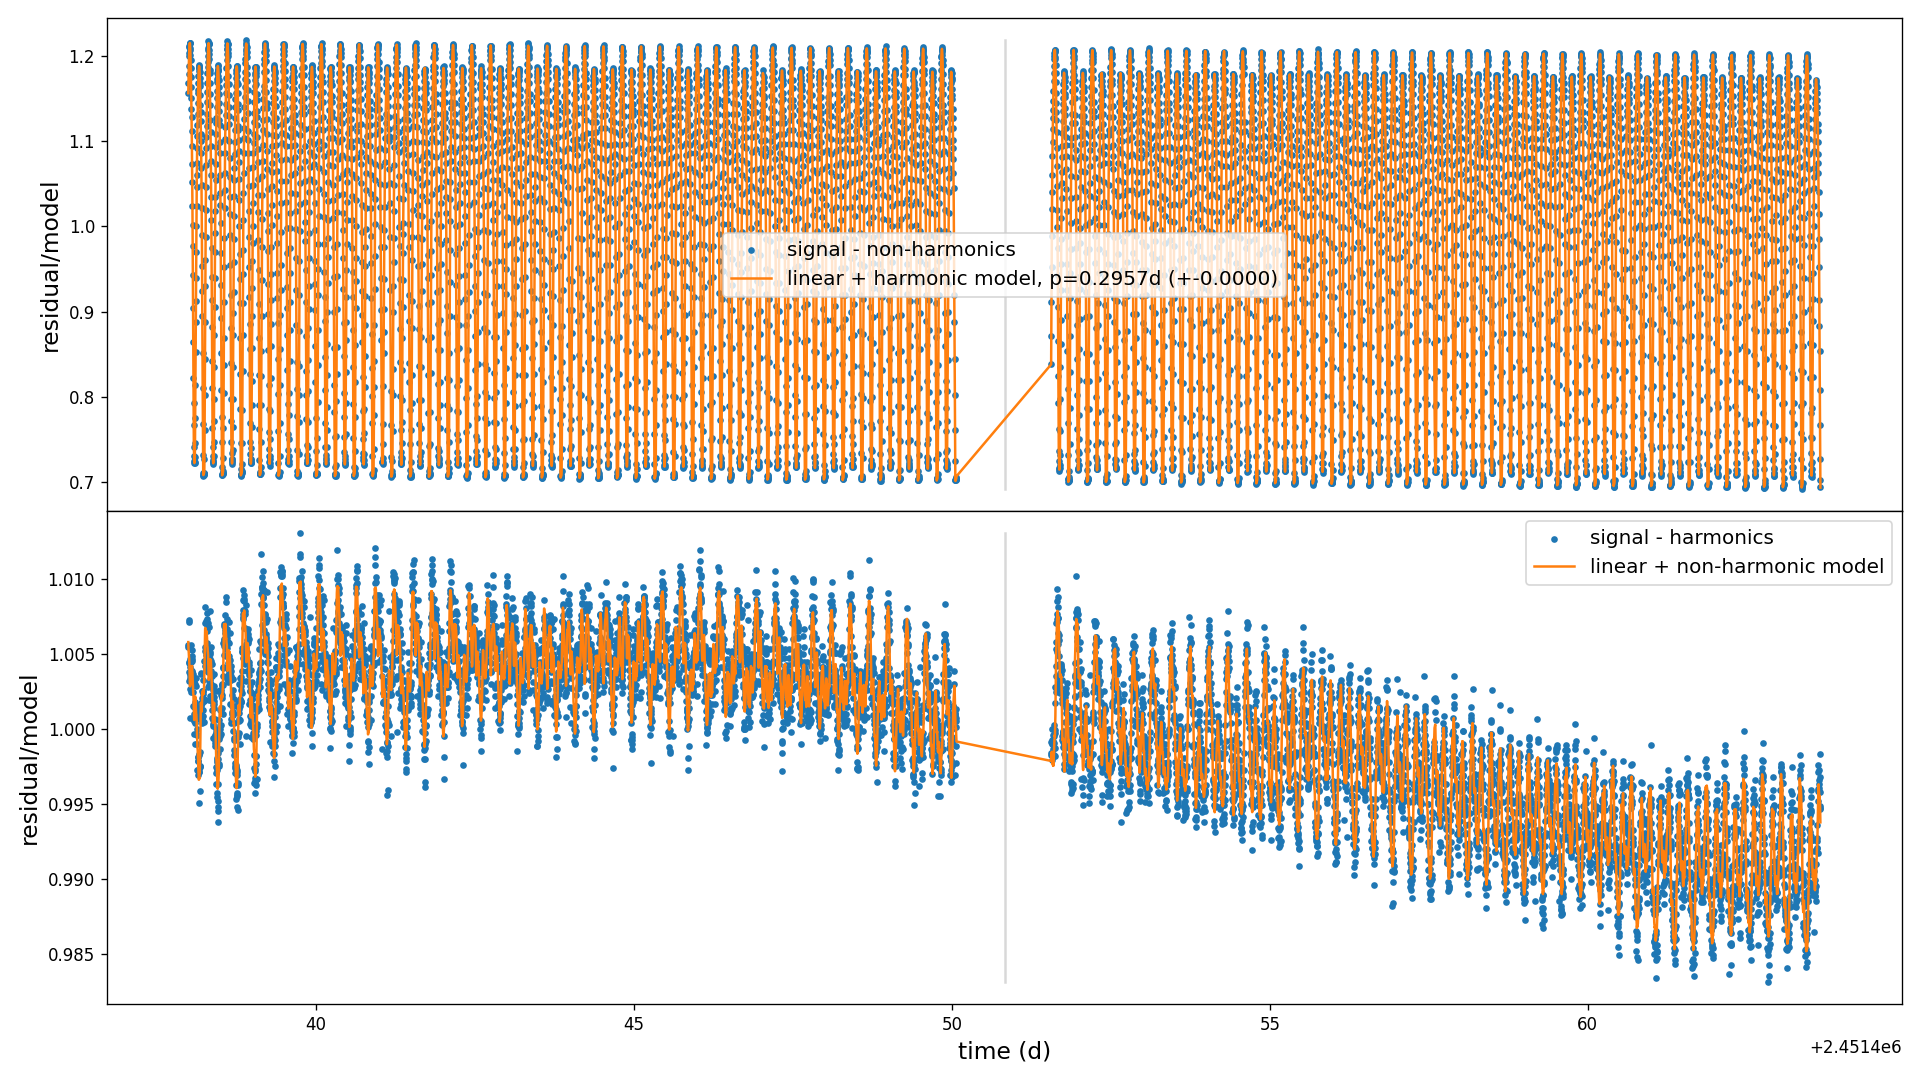 1.2
1.1
1.0
0.9
0.8
0.7
residual/model
signal - non-harmonics
linear + harmonic model, p=0.2957d (+-0.0000)
signal - harmonics
linear + non-harmonic model
1.010
1.005
1.000
0.995
0.990
0.985
residual/model
40 45 50 55 60
time (d)
+2.4514e6